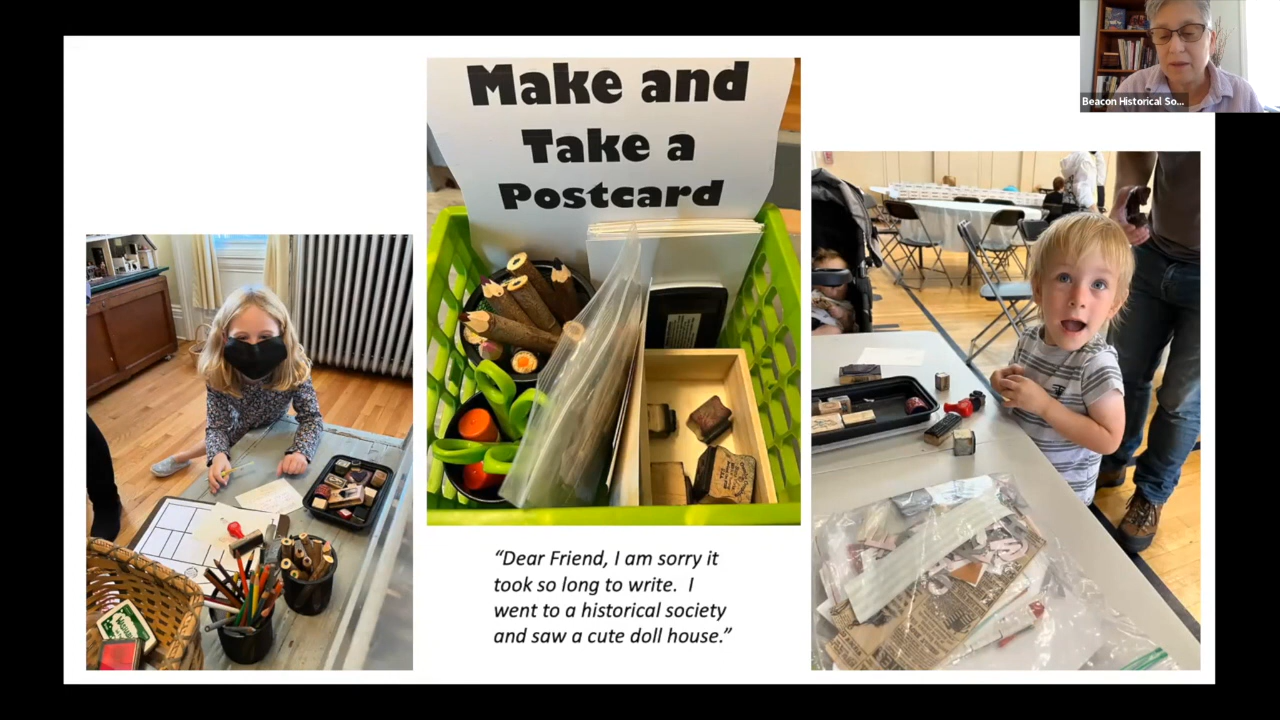 Beacon Historical So...
Make and
Take a
Postcard
“Dear Friend, I am sorry it
took so long to write.  I
went to a historical society
and saw a cute doll house.”